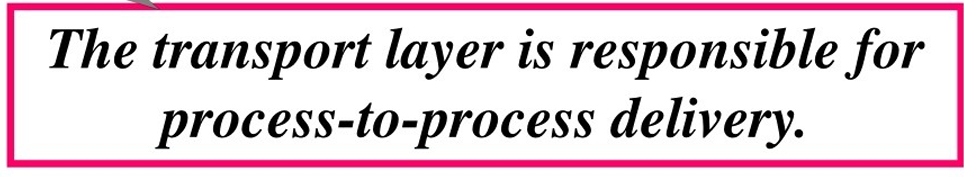 The transport layer is responsible for
process-to-process delivery.